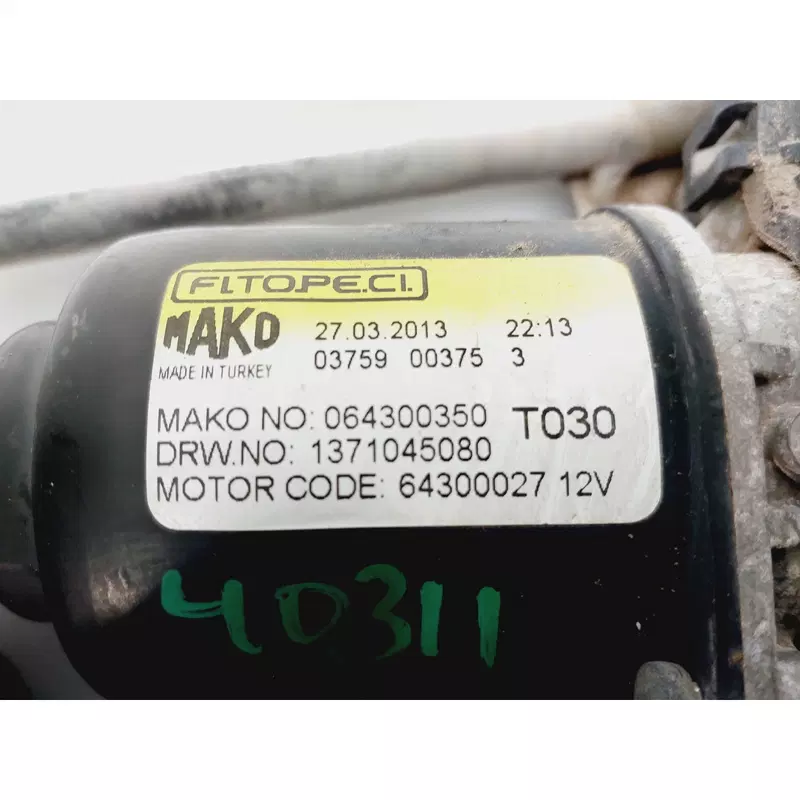 F.I.TO.PE.C.I.
MAKO 27.03.2013 22:13
MADE IN TURKEY 03759 00375 3
MAKO NO: 064300350 T030
DRW.NO: 1371045080
MOTOR CODE: 64300027 12V
40311